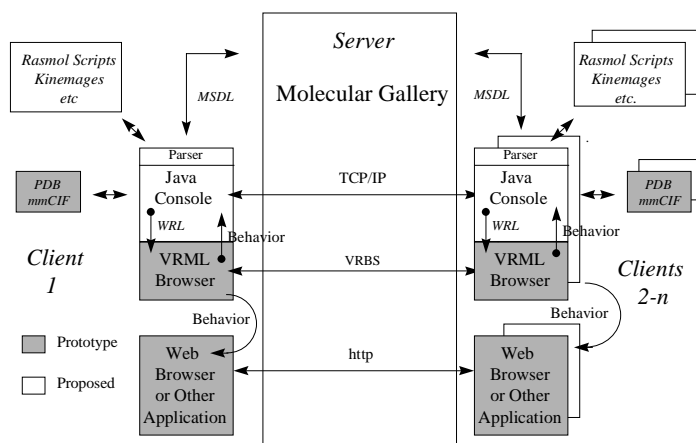 Rasmol Scripts
Kinemages
etc
MSDL
Server
Molecular Gallery
MSDL
Rasmol Scripts
Kinemages
etc.
Parser
Java
Console
TCP/IP
Parser
Java
Console
PDB
mmCIF
PDB
mmCIF
WRL
Behavior
WRL
Behavior
Client
1
VRML
Browser
VRBS
VRML
Browser
Clients
2-n
Behavior
Behavior
Prototype
Proposed
Web
Browser
or Other
Application
http
Web
Browser
or Other
Application